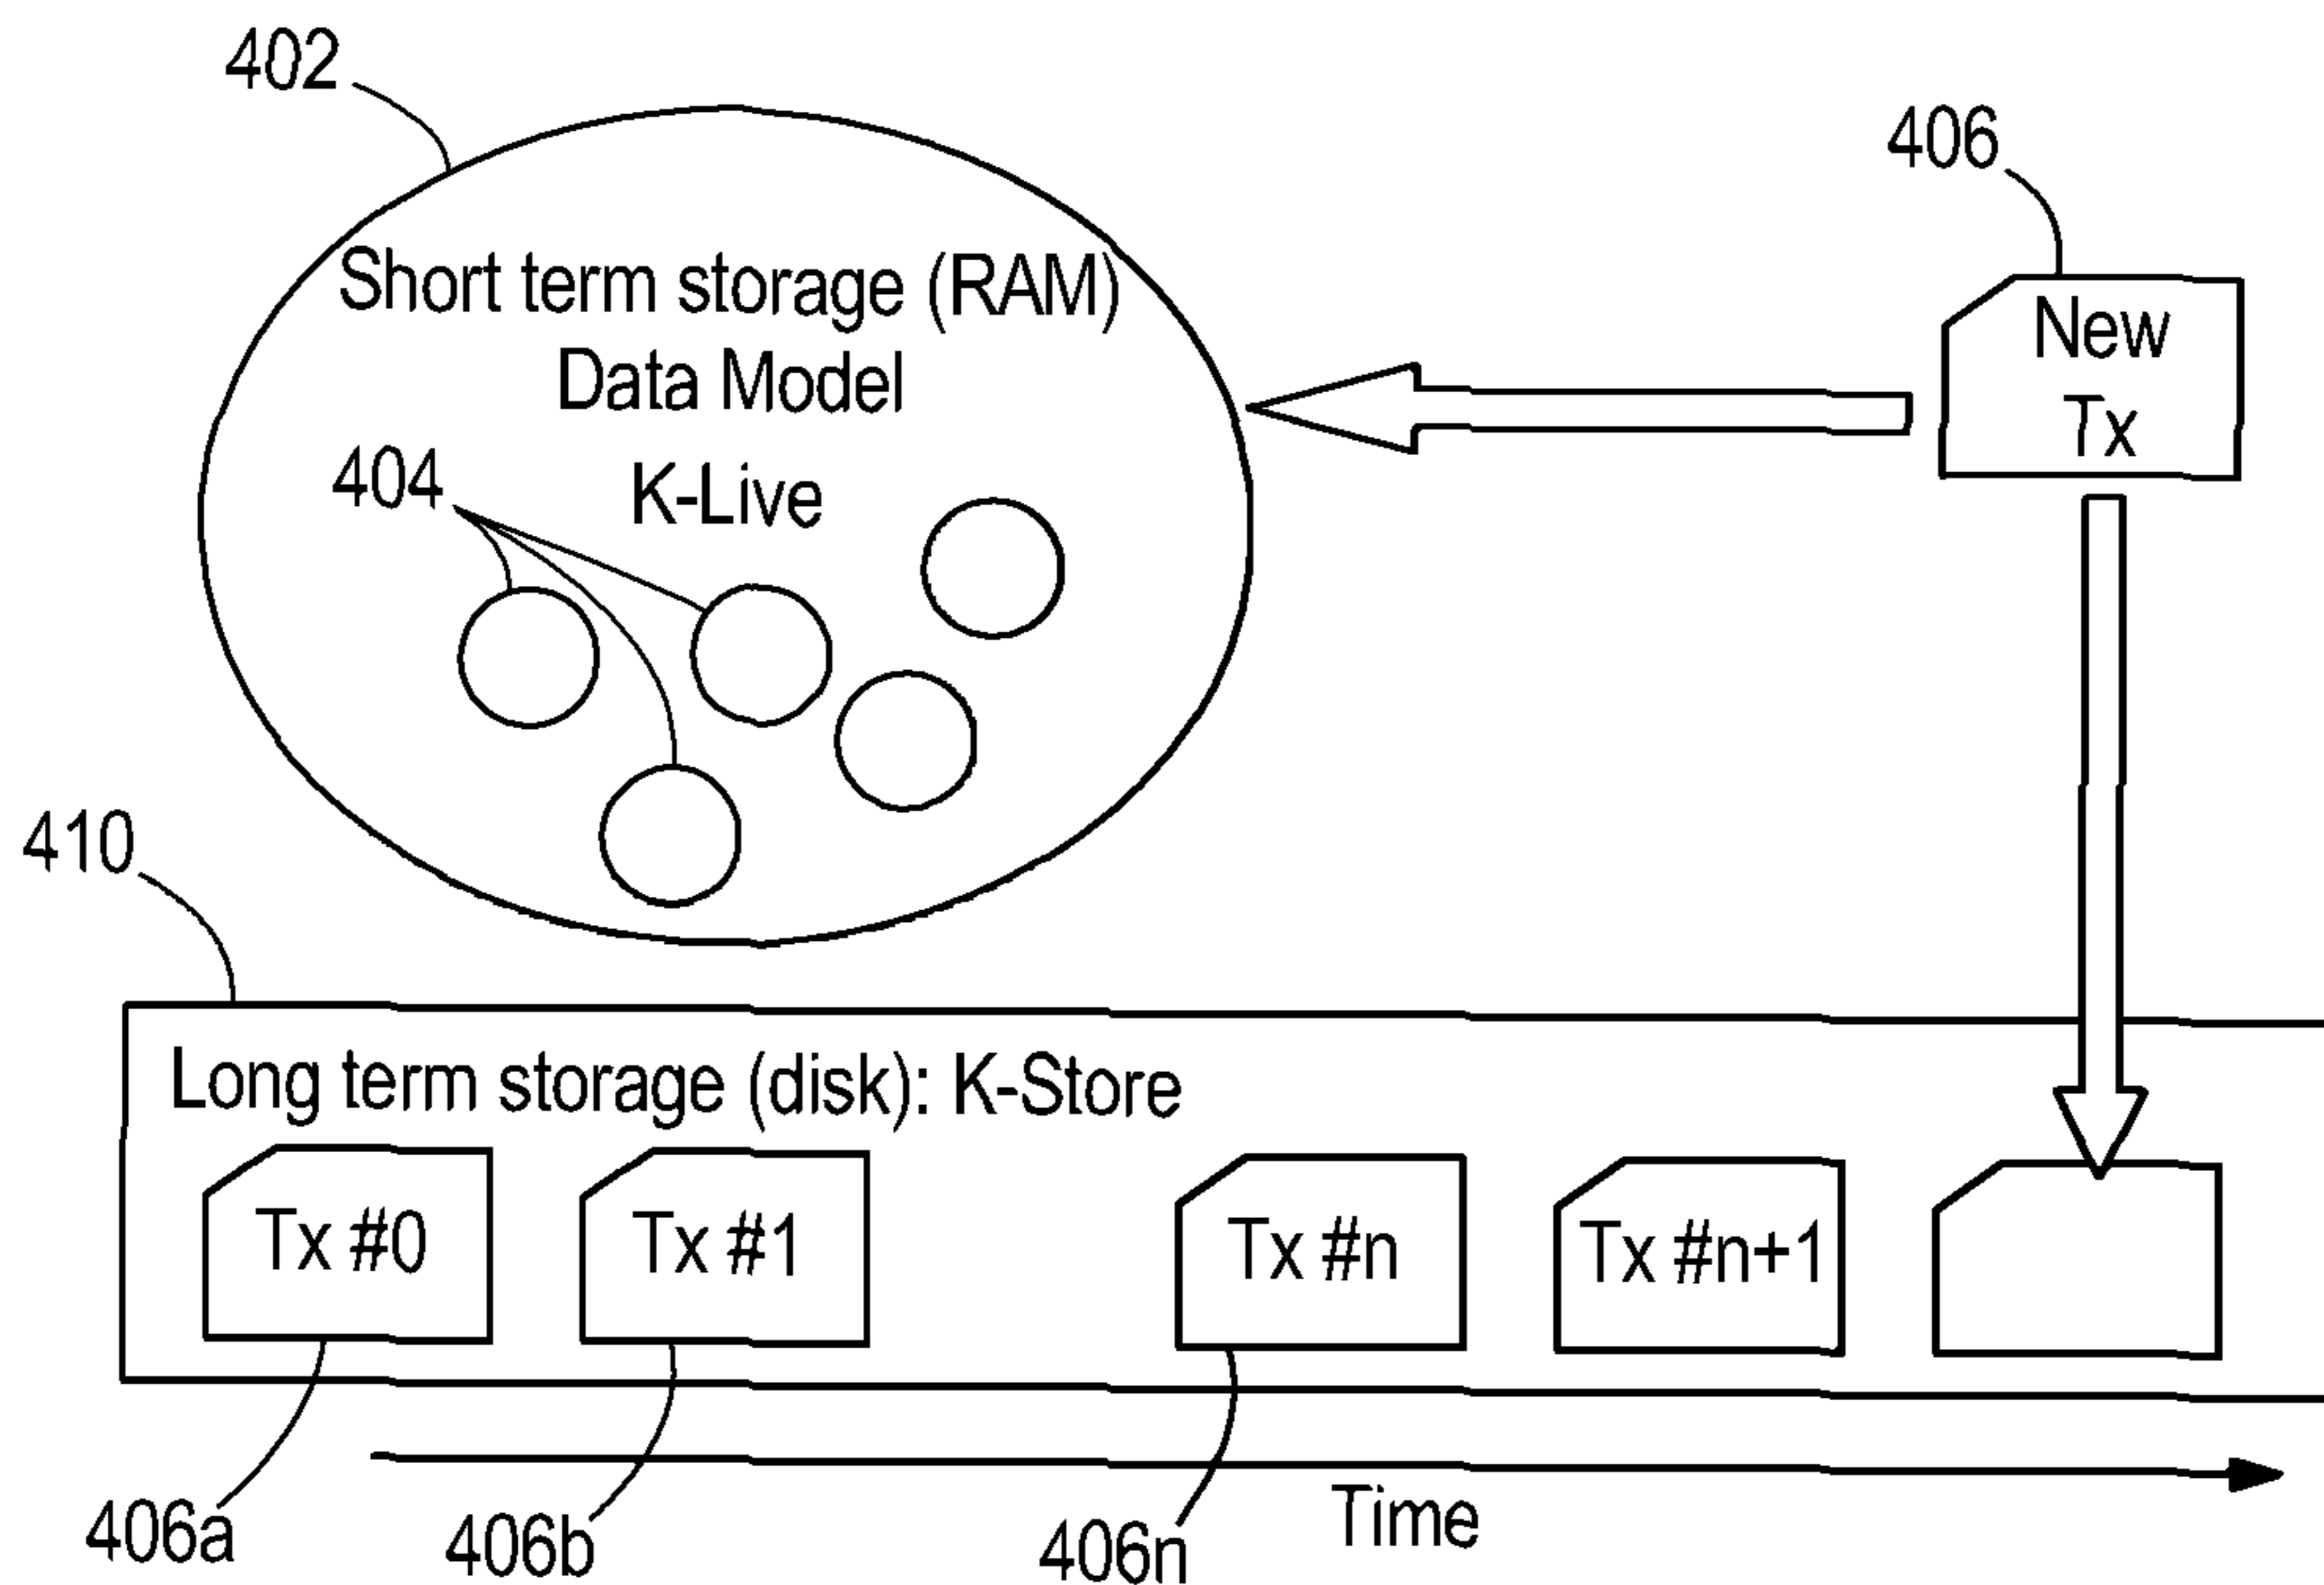 402
406
Short term storage (RAM)
Data Model
K-Live
404
New
Tx
410
Long term storage (disk): K-Store
Tx #0
Tx #1
Tx #n
Tx #n+1
Time
406a
406b
406n